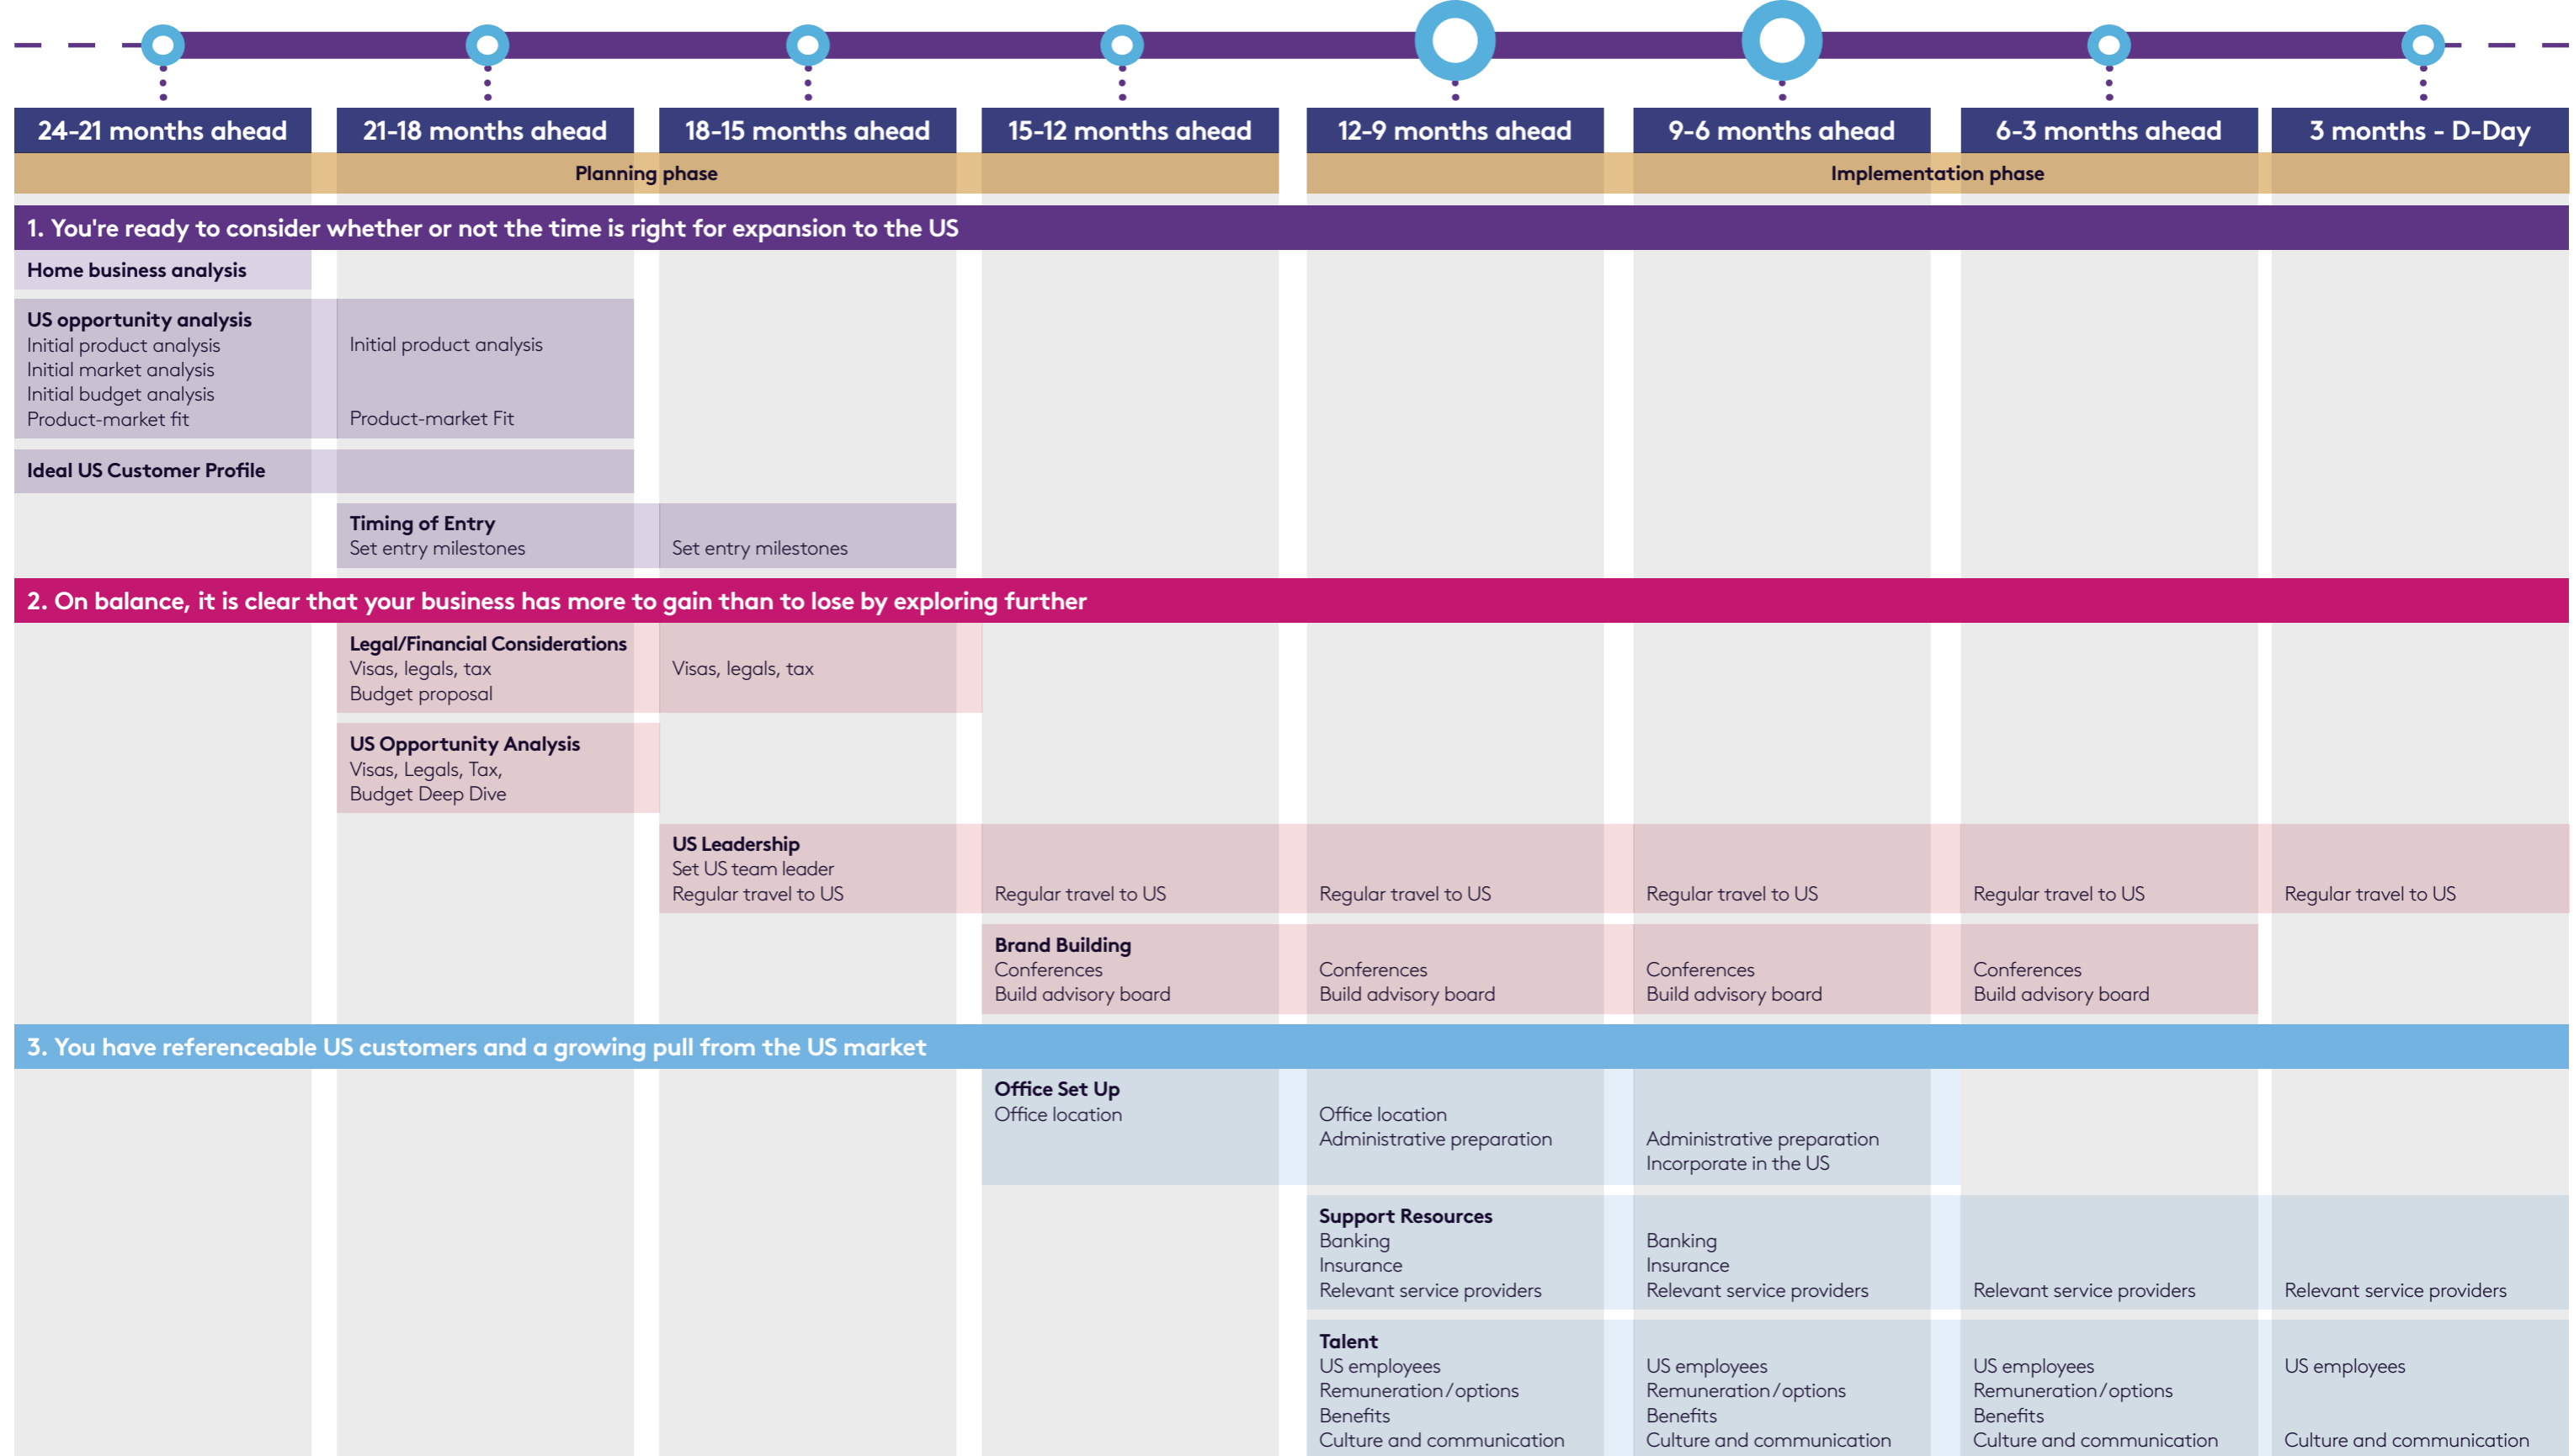 24-21 months ahead
21-18 months ahead
18-15 months ahead
15-12 months ahead
12-9 months ahead
9-6 months ahead
6-3 months ahead
3 months - D-Day
Planning phase
Implementation phase
1. You're ready to consider whether or not the time is right for expansion to the US
Home business analysis
US opportunity analysis
Initial product analysis
Initial market analysis
Initial budget analysis
Product-market fit
Initial product analysis
Product-market Fit
Ideal US Customer Profile
Timing of Entry
Set entry milestones
Set entry milestones
2. On balance, it is clear that your business has more to gain than to lose by exploring further
Legal/Financial Considerations
Visas, legals, tax
Budget proposal
Visas, legals, tax
US Opportunity Analysis
Visas, Legals, Tax,
Budget Deep Dive
US Leadership
Set US team leader
Regular travel to US
Regular travel to US
Regular travel to US
Regular travel to US
Regular travel to US
Regular travel to US
Brand Building
Conferences
Build advisory board
Conferences
Build advisory board
Conferences
Build advisory board
Conferences
Build advisory board
3. You have referenceable US customers and a growing pull from the US market
Office Set Up
Office location
Office location
Administrative preparation
Administrative preparation
Incorporate in the US
Support Resources
Banking
Insurance
Relevant service providers
Banking
Insurance
Relevant service providers
Relevant service providers
Relevant service providers
Talent
US employees
Remuneration/options
Benefits
Culture and communication
US employees
Remuneration/options
Benefits
Culture and communication
US employees
Remuneration/options
Benefits
Culture and communication
US employees
Culture and communication